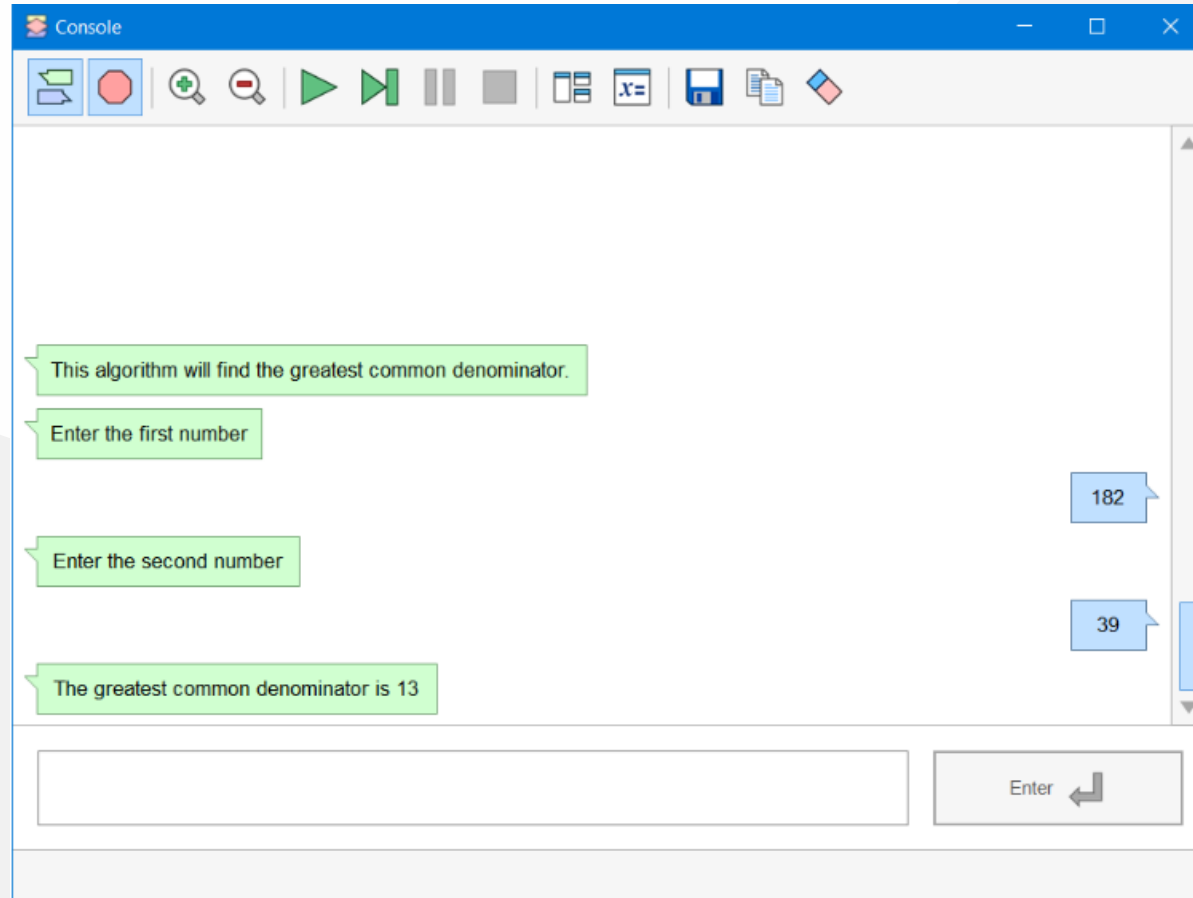 Console
x=
This algorithm will find the greatest common denominator.
Enter the first number
182
Enter the second number
39
The greatest common denominator is 13
Enter